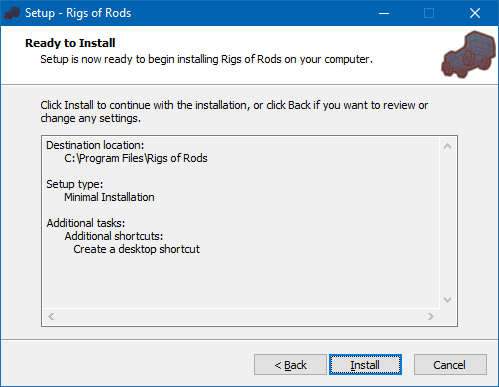 Setup - Rigs of Rods
Ready to Install
Setup is now ready to begin installing Rigs of Rods on your computer.
Click Install to continue with the installation, or click Back if you want to review or
change any settings.
Destination location:
C:\Program Files\Rigs of Rods
Setup type:
Minimal Installation
Additional tasks:
Additional shortcuts:
Create a desktop shortcut
< Back
Install
Cancel